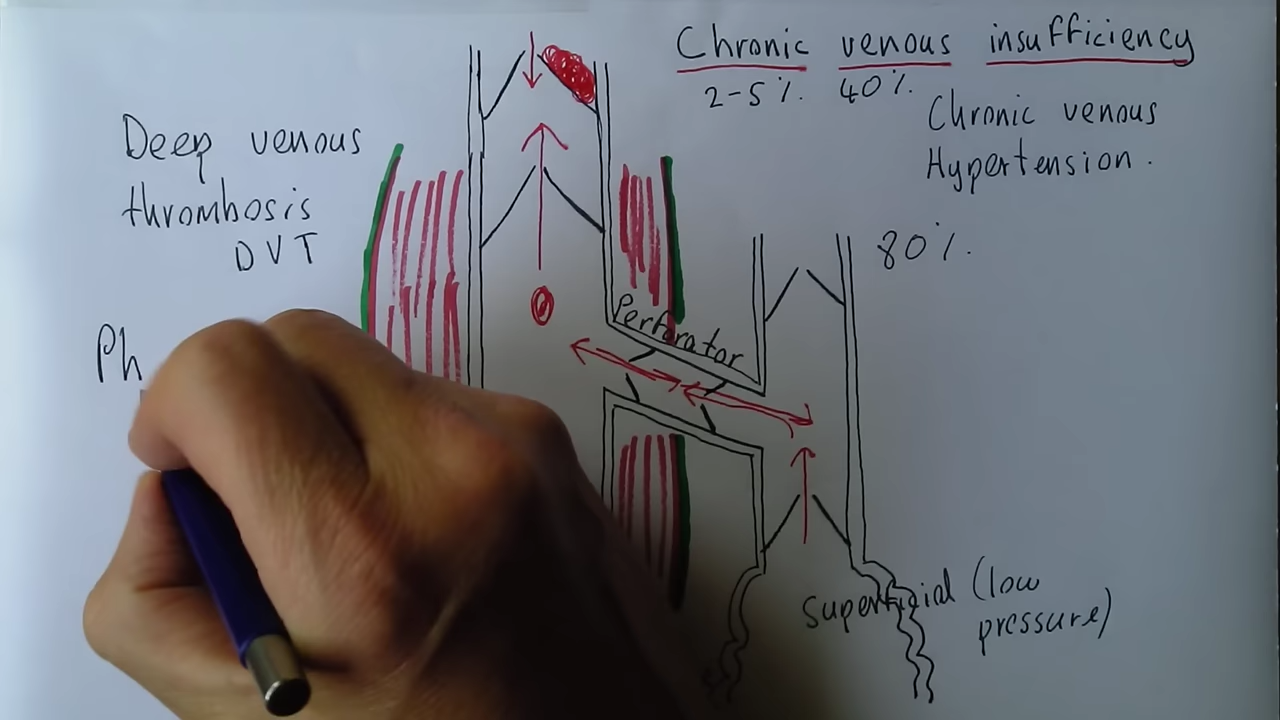 Chronic venous insufficiency
2-5%. 40%.
Chronic venous
Hypertension.
Deep venous
thrombosis
DVT
80%.
Perforator
Ph
Superficial (low
pressure)